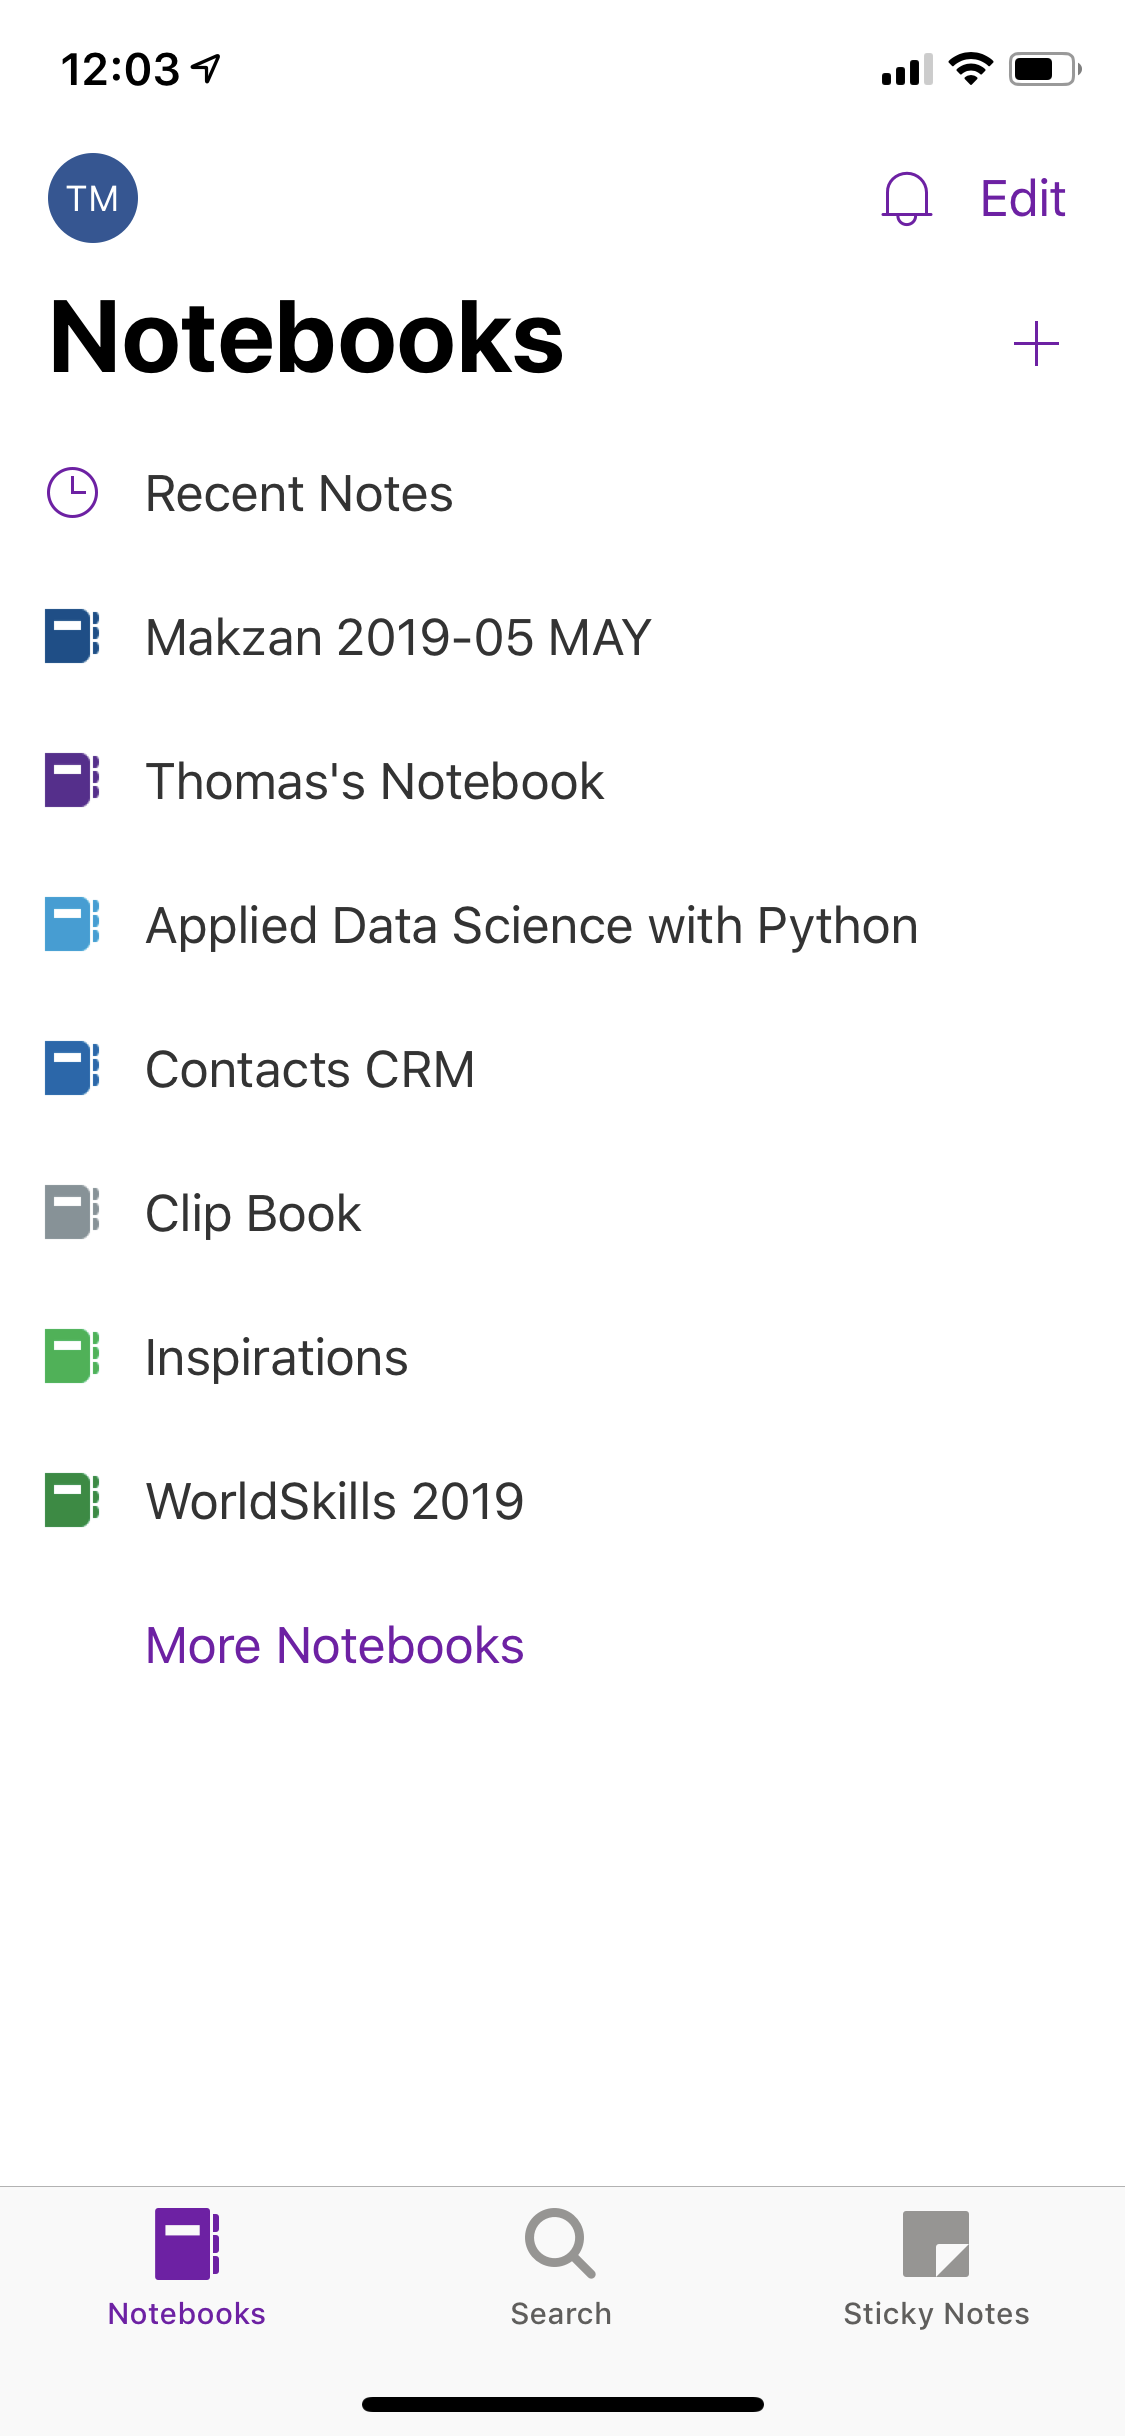 12:03
TM
Edit
Notebooks
Recent Notes
Makzan 2019-05 MAY
Thomas's Notebook
Applied Data Science with Python
Contacts CRM
Clip Book
Inspirations
WorldSkills 2019
More Notebooks
Notebooks
Search
Sticky Notes